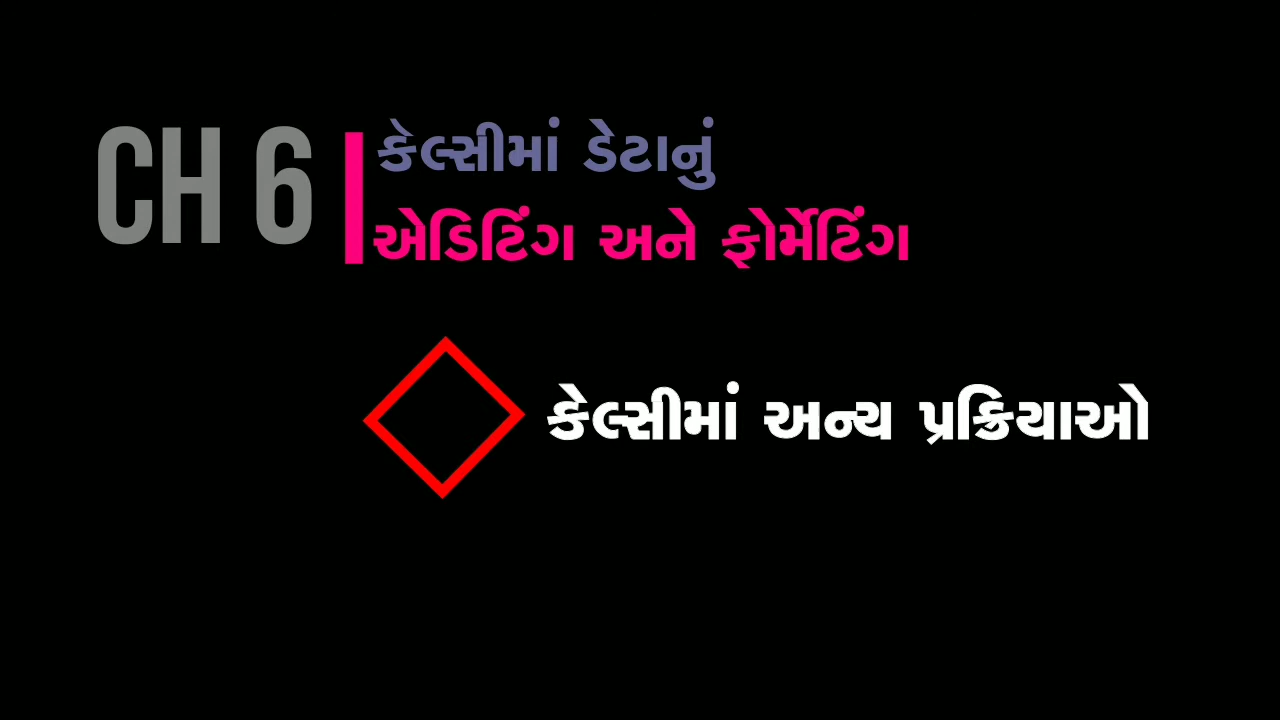 CH 6
કેલ્સીમાં ડેટાનું
એડિટિંગ અને ફોર્મેટિંગ
કેલ્સીમાં અન્ય પ્રક્રિયાઓ